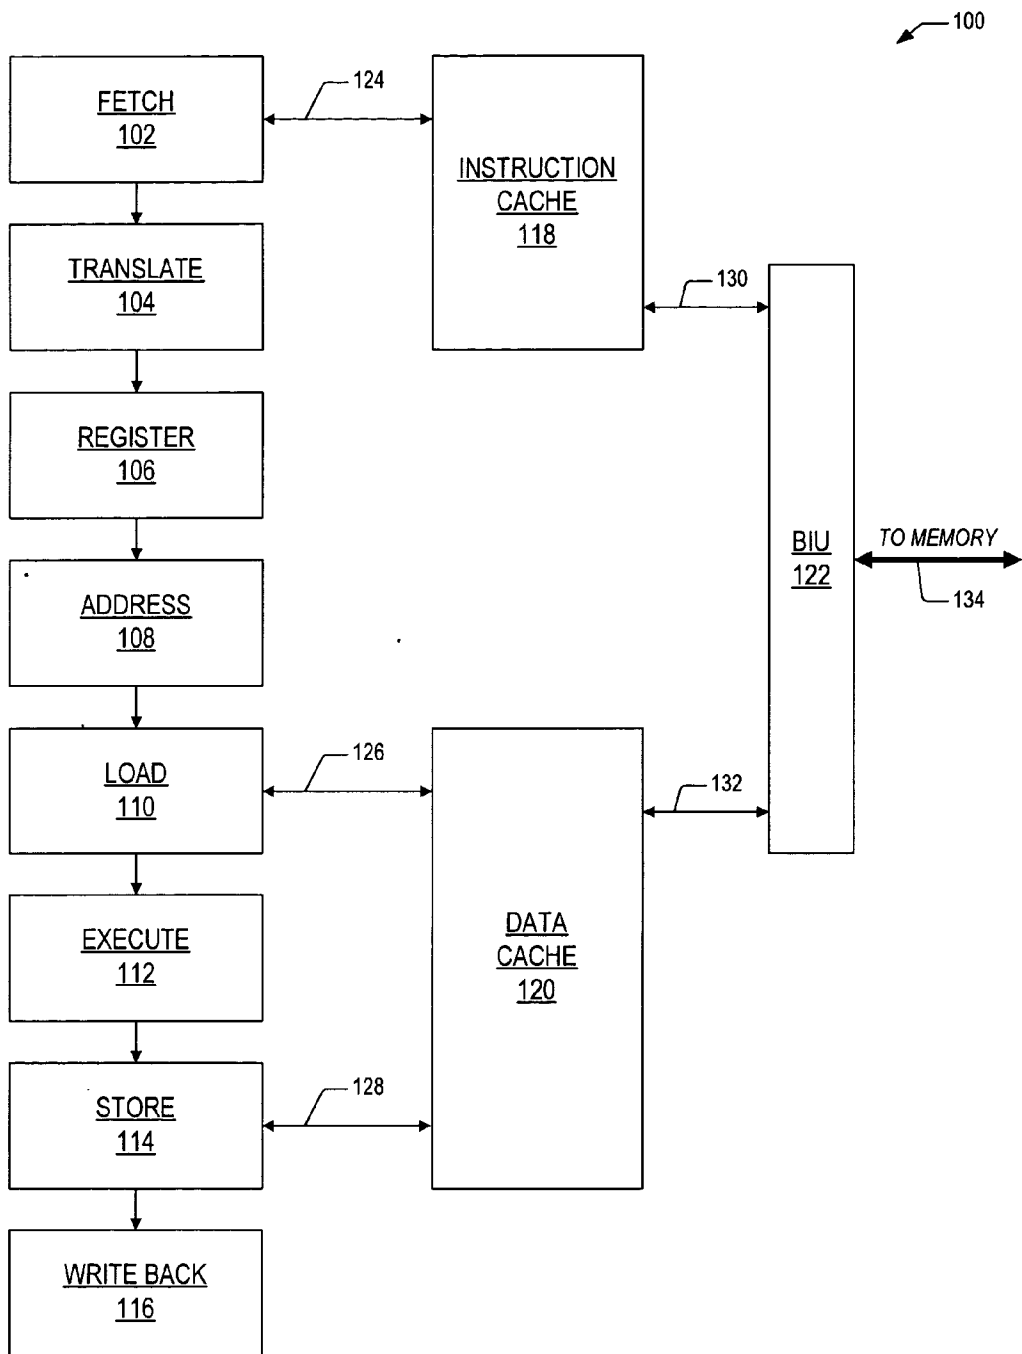 100
FETCH
102
124
INSTRUCTION
CACHE
118
TRANSLATE
104
130
REGISTER
106
BIU
122
TO MEMORY
134
ADDRESS
108
LOAD
110
126
132
DATA
CACHE
120
EXECUTE
112
STORE
114
128
WRITE BACK
116